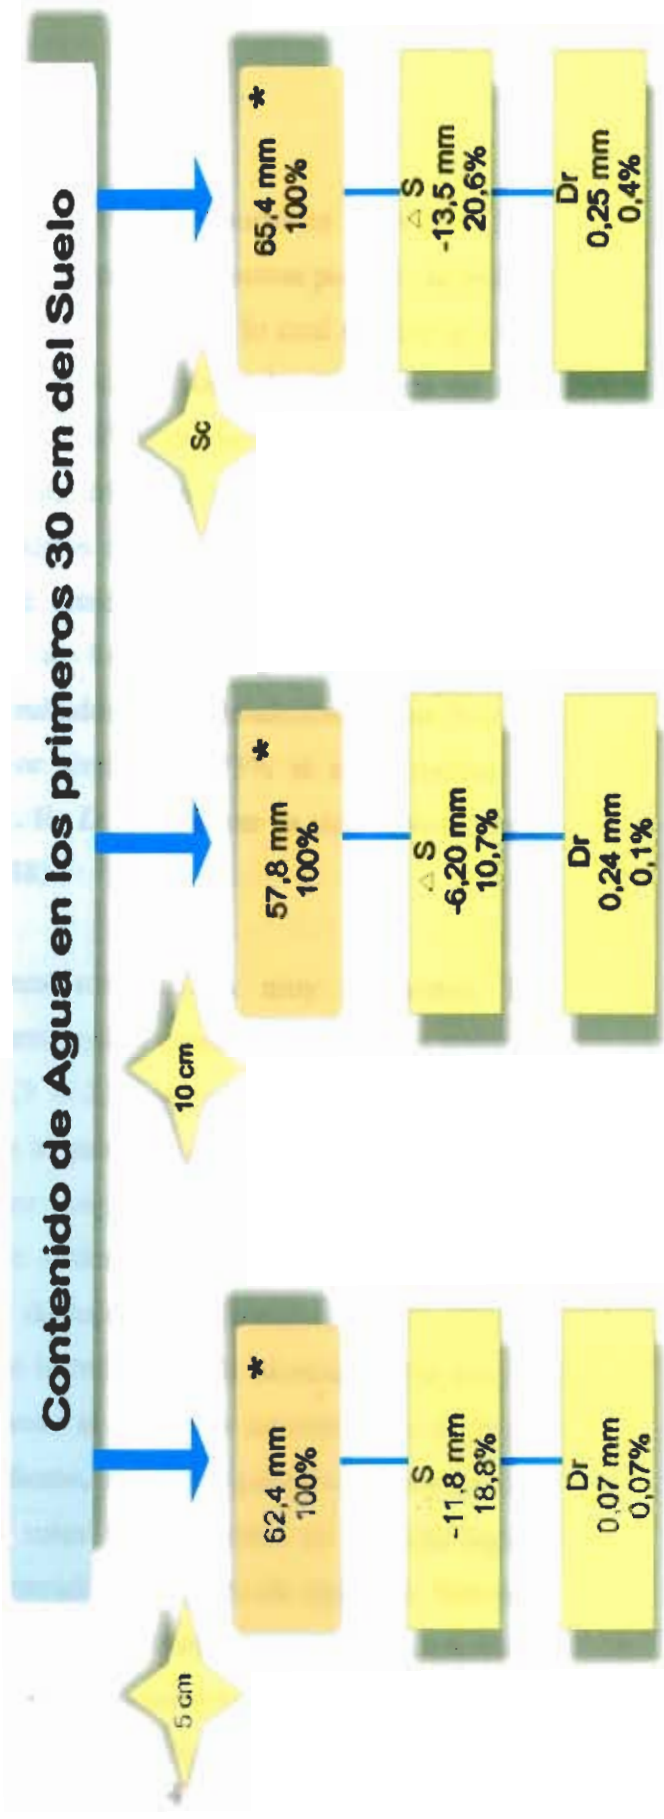 Contenido de Agua en los primeros 30 cm del Suelo
5 cm
62,4 mm *
100%
△ S
-11,8 mm
18,8%
Dr
0,07 mm
0,07%
10 cm
57,8 mm *
100%
△ S
-6,20 mm
10,7%
Dr
0,24 mm
0,1%
Sc
65,4 mm *
100%
△ S
-13,5 mm
20,6%
Dr
0,25 mm
0,4%